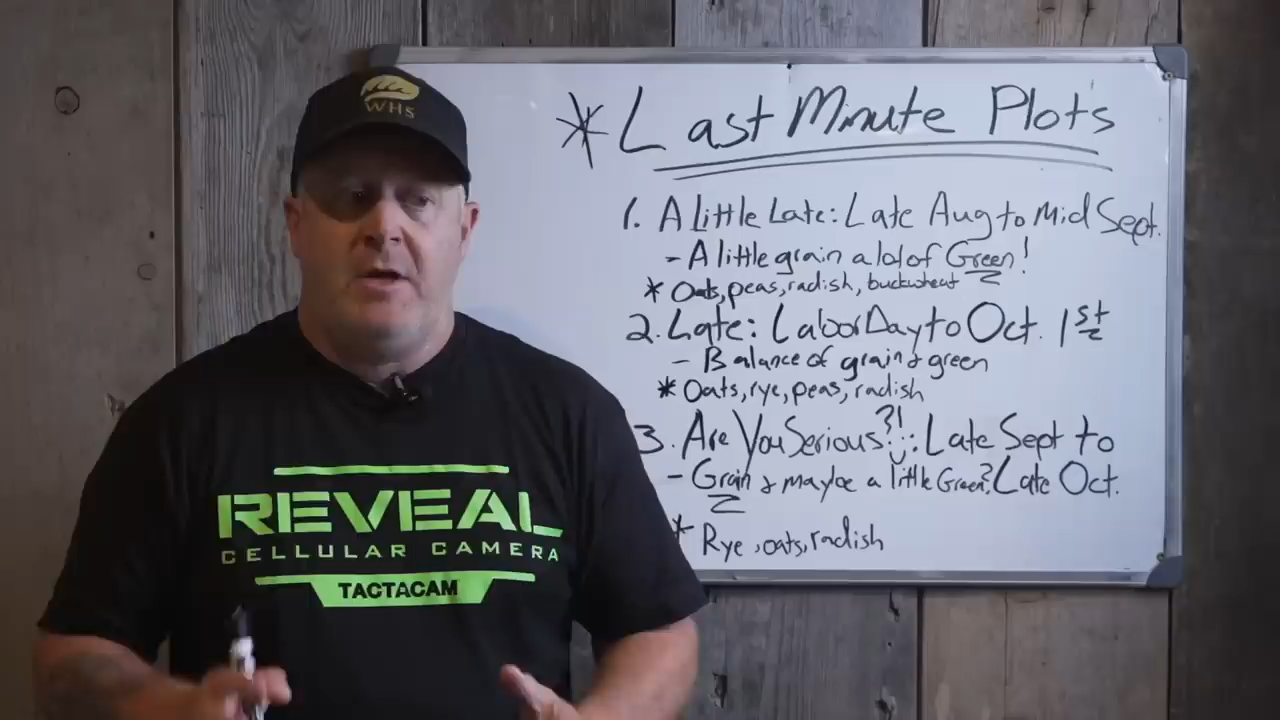 WHS
REVEAL
CELLULAR CAMERA
TACTACAM
* Last Minute Plots
1. A Little Late: Late Aug to Mid Sept.
- A little grain a lot of Green!
* Oats, peas, radish, buckwheat
2. Late: Labor Day to Oct. 1st
- Balance of grain & green
* Oats, rye, peas, radish
3. Are You Serious?!: Late Sept to
- Grain & maybe a little Green? Late Oct.
* Rye, oats, radish